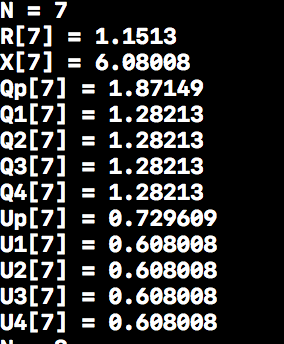 N = 7
R[7] = 1.1513
X[7] = 6.08008
Qp[7] = 1.87149
Q1[7] = 1.28213
Q2[7] = 1.28213
Q3[7] = 1.28213
Q4[7] = 1.28213
Up[7] = 0.729609
U1[7] = 0.608008
U2[7] = 0.608008
U3[7] = 0.608008
U4[7] = 0.608008